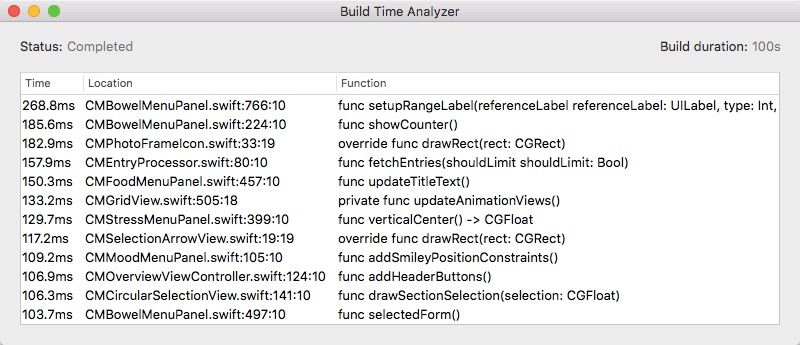 Build Time Analyzer
Status: Completed Build duration: 100s
Time Location Function
268.8ms CMBowelMenuPanel.swift:766:10 func setupRangeLabel(referenceLabel referenceLabel: UILabel, type: Int,
185.6ms CMBowelMenuPanel.swift:224:10 func showCounter()
182.9ms CMPhotoFrameIcon.swift:33:19 override func drawRect(rect: CGRect)
157.9ms CMEntryProcessor.swift:80:10 func fetchEntries(shouldLimit shouldLimit: Bool)
150.3ms CMFoodMenuPanel.swift:457:10 func updateTitleText()
133.2ms CMGridView.swift:505:18 private func updateAnimationViews()
129.7ms CMStressMenuPanel.swift:399:10 func verticalCenter() -> CGFloat
117.2ms CMSelectionArrowView.swift:19:19 override func drawRect(rect: CGRect)
109.2ms CMMoodMenuPanel.swift:105:10 func addSmileyPositionConstraints()
106.9ms CMOverviewViewController.swift:124:10 func addHeaderButtons()
106.3ms CMCircularSelectionView.swift:141:10 func drawSectionSelection(selection: CGFloat)
103.7ms CMBowelMenuPanel.swift:497:10 func selectedForm()